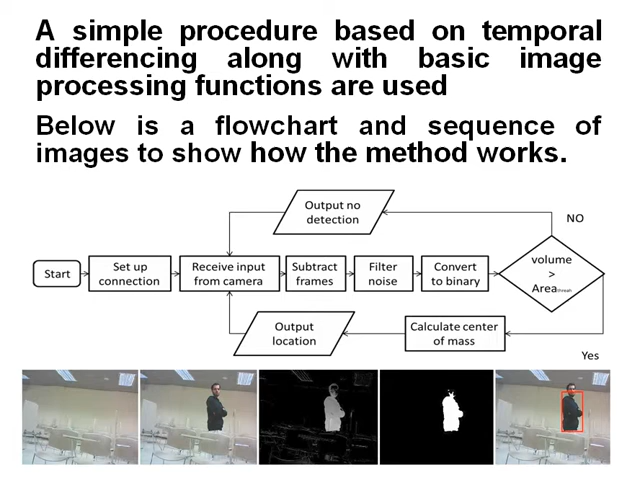 A simple procedure based on temporal
differencing along with basic image
processing functions are used
Below is a flowchart and sequence of
images to show how the method works.
Output no
detection
NO
Start
Set up
connection
Receive input
from camera
Subtract
frames
Filter
noise
Convert
to binary
volume
>
Area
Output
location
Calculate center
of mass
Yes